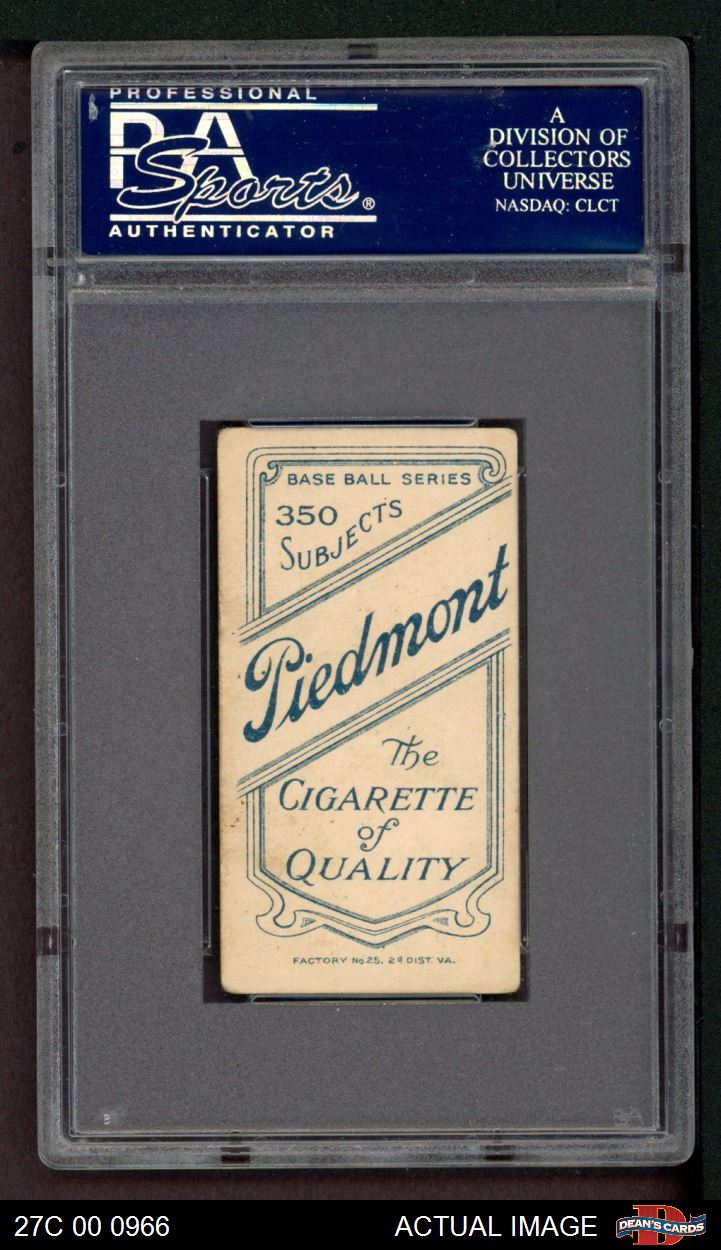 PROFESSIONAL
PSA
Sports®
AUTHENTICATOR
A
DIVISION OF
COLLECTORS
UNIVERSE
NASDAQ: CLCT
BASE BALL SERIES
350
SUBJECTS
Piedmont
The
CIGARETTE
of
QUALITY
FACTORY No 25. 2d DIST. VA.
27C 00 0966
ACTUAL IMAGE
DEAN'S CARDS